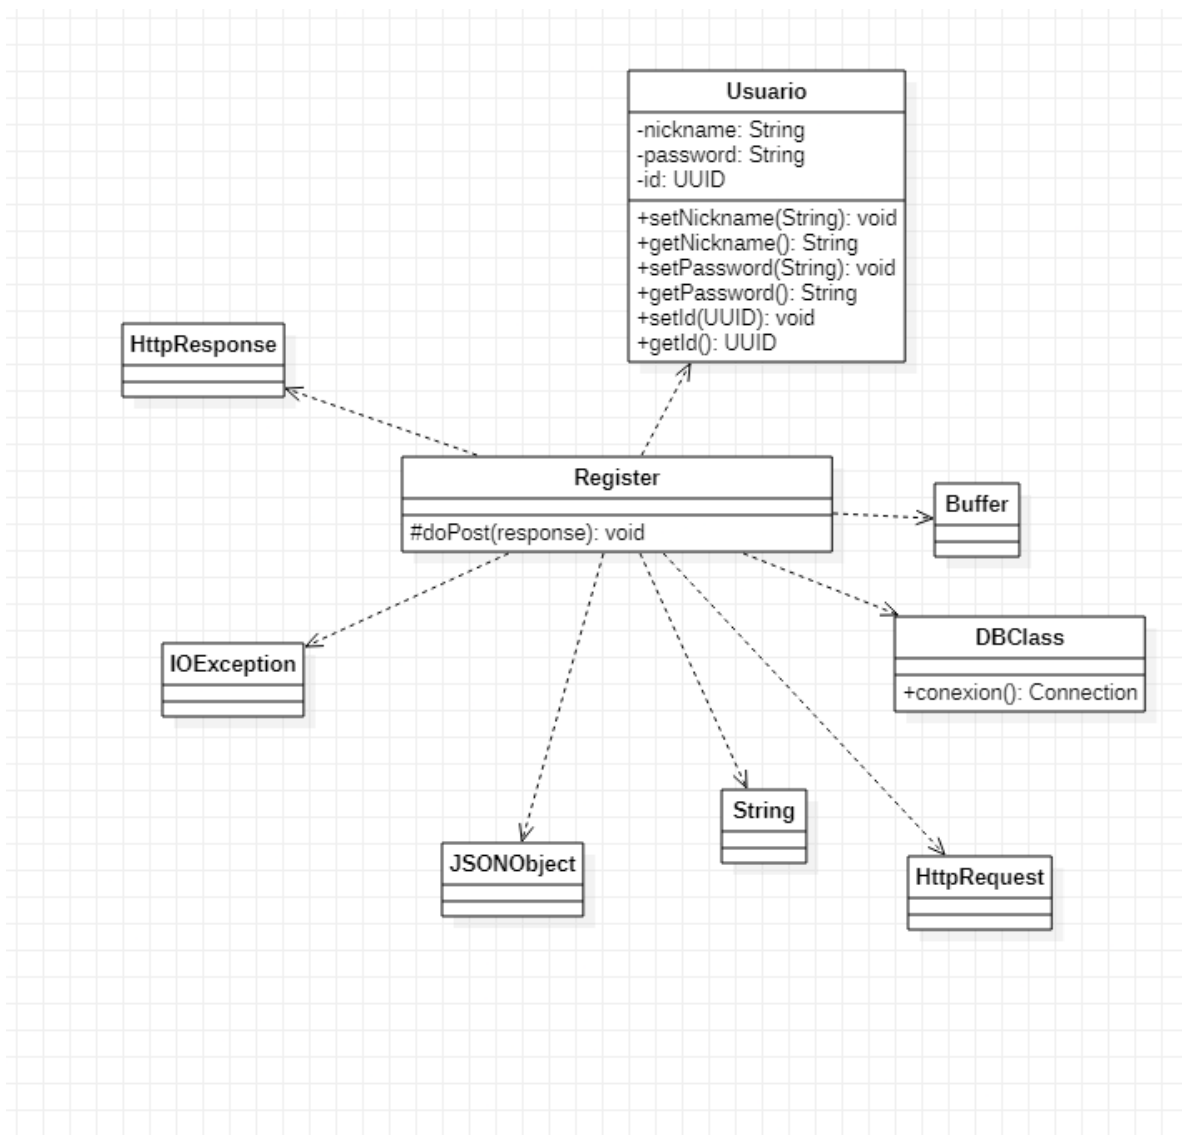 Usuario
-nickname: String
-password: String
-id: UUID
+setNickname(String): void
+getNickname(): String
+setPassword(String): void
+getPassword(): String
+setId(UUID): void
+getId(): UUID
HttpResponse
Register
#doPost(response): void
Buffer
IOException
DBClass
+conexion(): Connection
String
JSONObject
HttpRequest